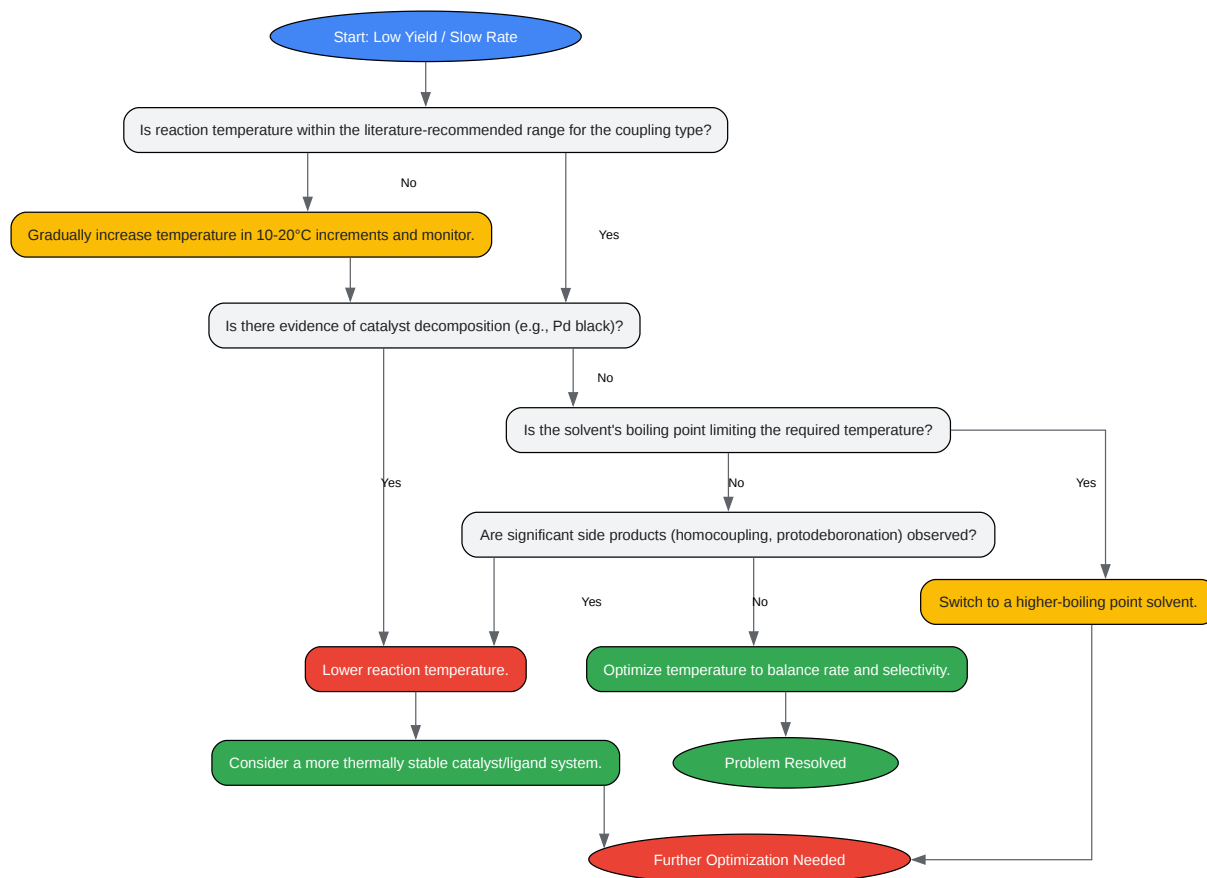 Start: Low Yield / Slow Rate
Is reaction temperature within the literature-recommended range for the coupling type?
No
Gradually increase temperature in 10-20°C increments and monitor.
Yes
Is there evidence of catalyst decomposition (e.g., Pd black)?
No
Is the solvent's boiling point limiting the required temperature?
Yes
No
Yes
Are significant side products (homocoupling, protodeboronation) observed?
Yes
No
Switch to a higher-boiling point solvent.
Lower reaction temperature.
Optimize temperature to balance rate and selectivity.
Consider a more thermally stable catalyst/ligand system.
Problem Resolved
Further Optimization Needed